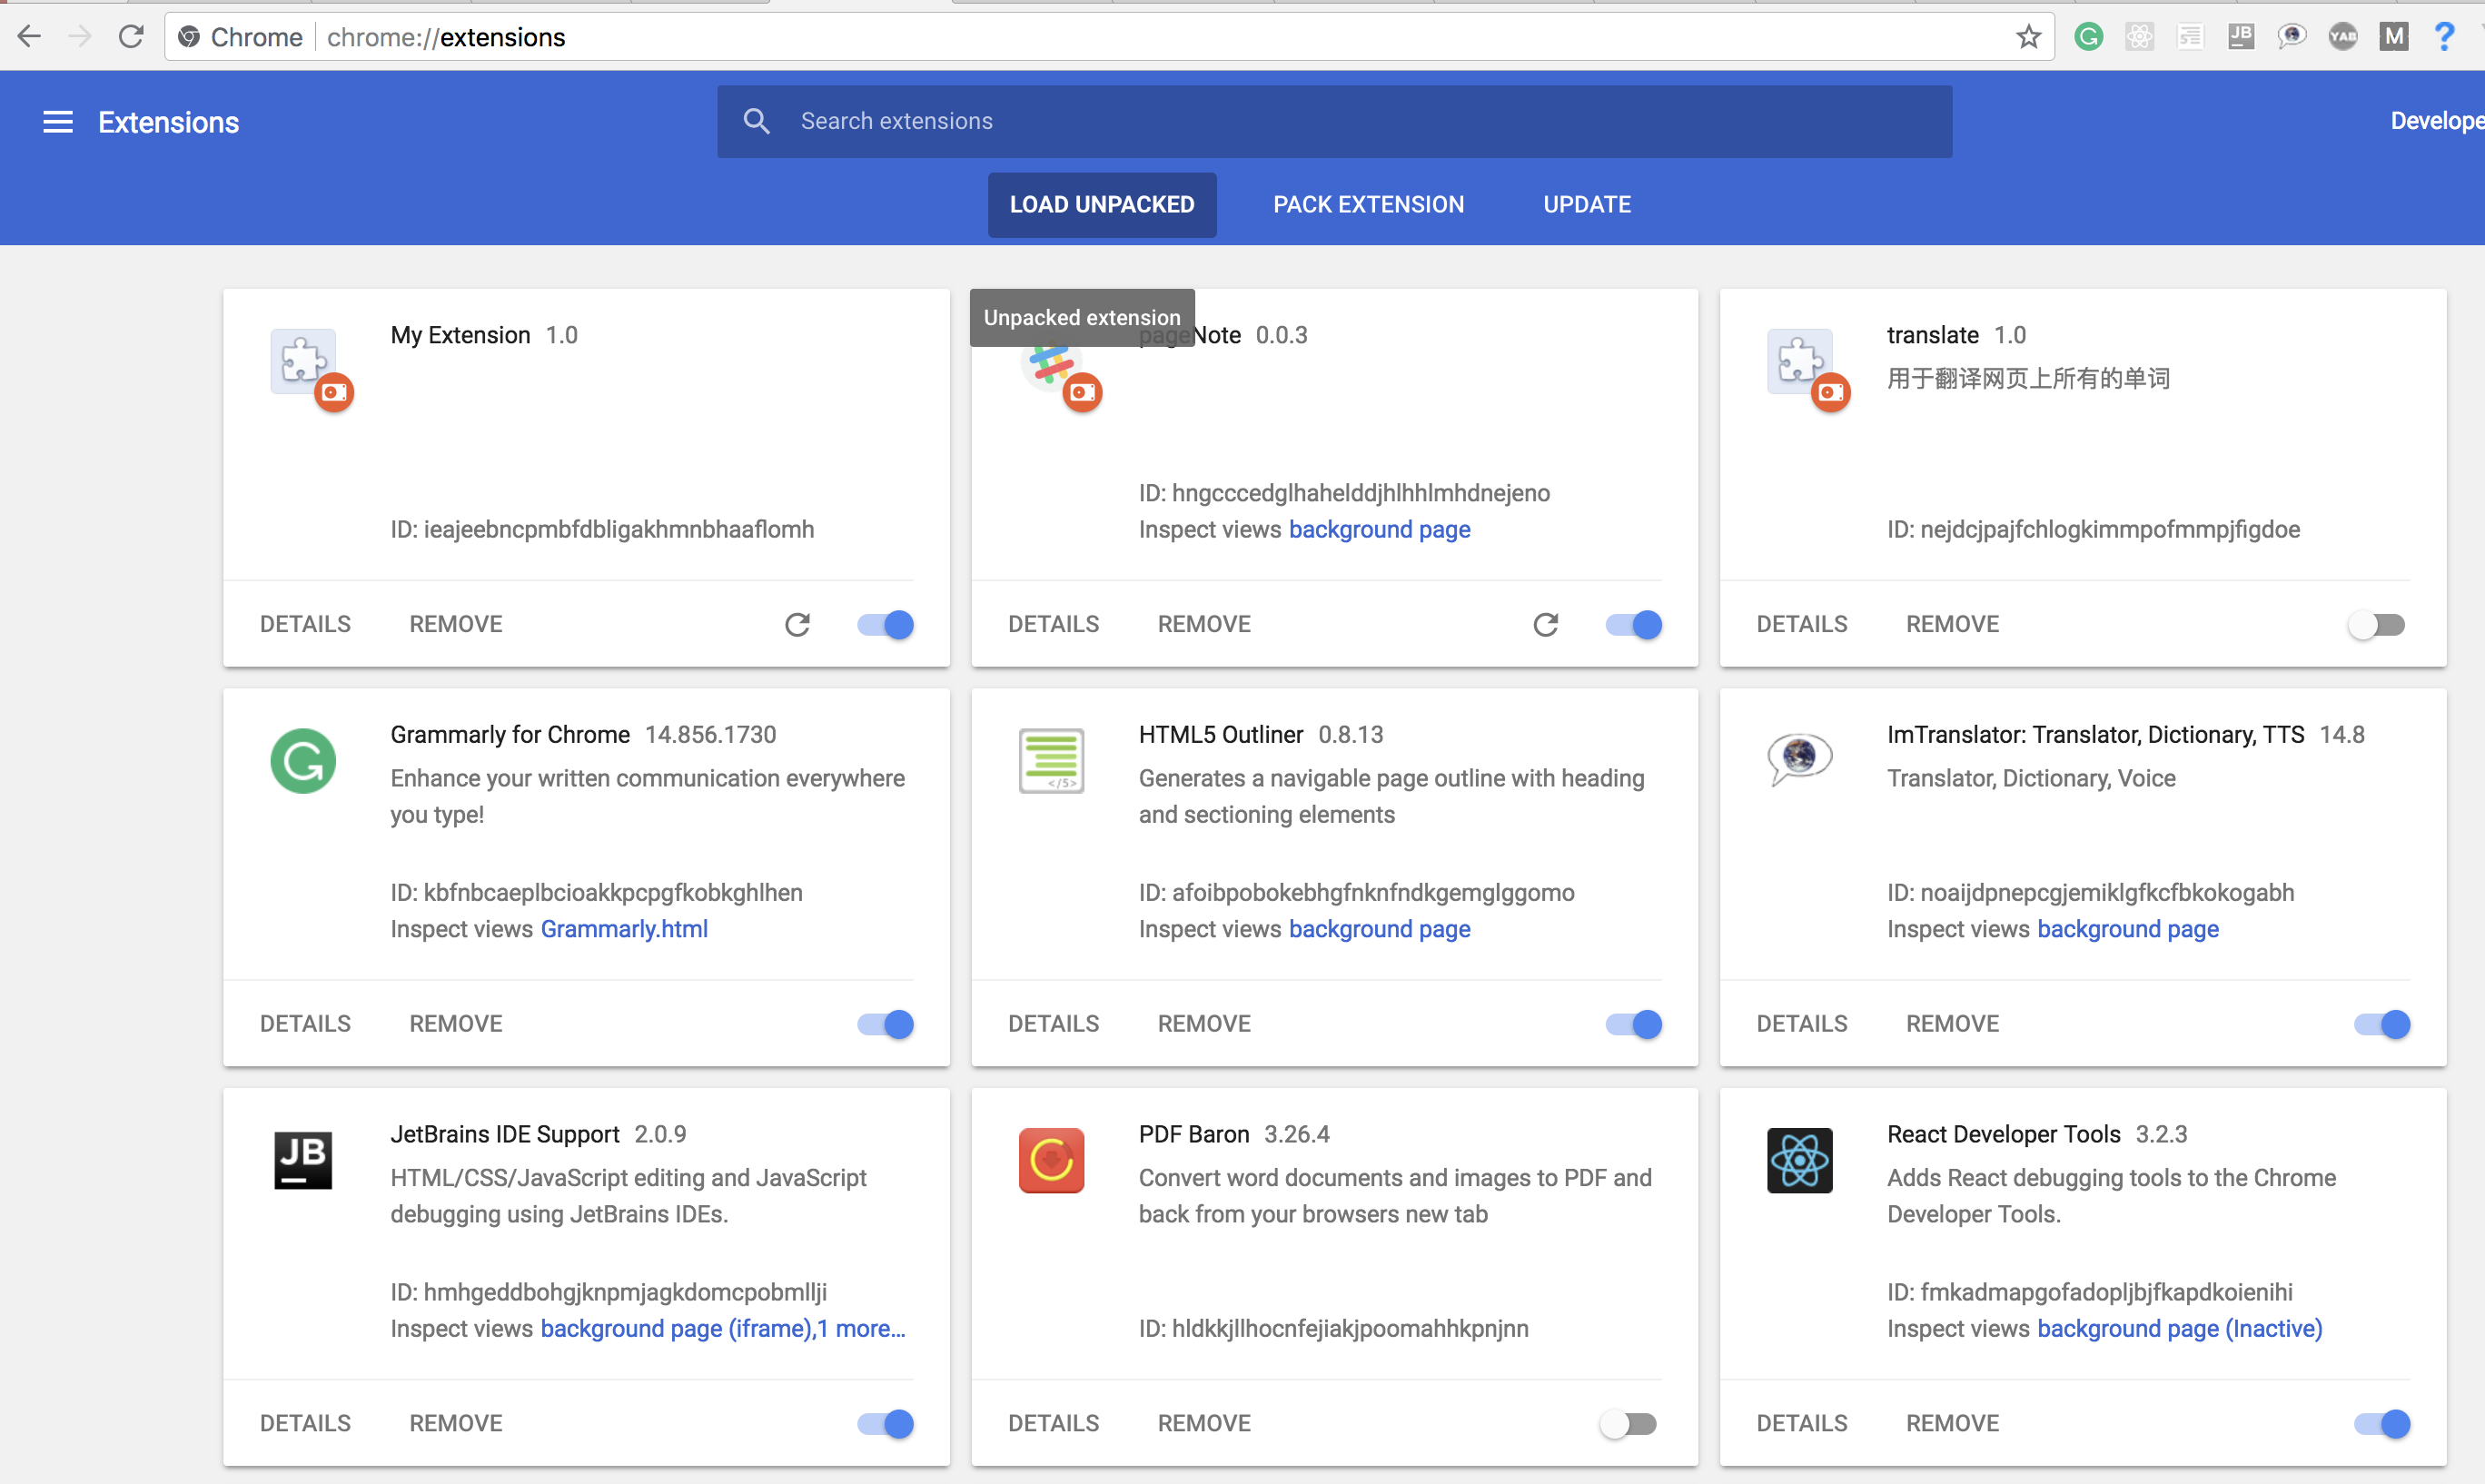 Chrome chrome://extensions
JB YAB M ?
Extensions
Search extensions
Develope
LOAD UNPACKED
PACK EXTENSION
UPDATE
My Extension 1.0
ID: ieajeebncpmbfdbligakhmnbhaaflomh
DETAILS
REMOVE
Unpacked extension
pageNote 0.0.3
ID: hngcccedglhahelddjhlhhlmhdnejeno
Inspect views background page
DETAILS
REMOVE
translate 1.0
用于翻译网页上所有的单词
ID: nejdcjpajfchlogkimmpofmmpjfigdoe
DETAILS
REMOVE
Grammarly for Chrome 14.856.1730
Enhance your written communication everywhere
you type!
ID: kbfnbcaeplbcioakkpcpgfkobkghlhen
Inspect views Grammarly.html
DETAILS
REMOVE
</5>
HTML5 Outliner 0.8.13
Generates a navigable page outline with heading
and sectioning elements
ID: afoibpobokebhgfnknfndkgemglggomo
Inspect views background page
DETAILS
REMOVE
ImTranslator: Translator, Dictionary, TTS 14.8
Translator, Dictionary, Voice
ID: noaijdpnepcgjemiklgfkcfbkokogabh
Inspect views background page
DETAILS
REMOVE
JB
JetBrains IDE Support 2.0.9
HTML/CSS/JavaScript editing and JavaScript
debugging using JetBrains IDEs.
ID: hmhgeddbohgjknpmjagkdomcpobmllji
Inspect views background page (iframe),1 more...
DETAILS
REMOVE
PDF Baron 3.26.4
Convert word documents and images to PDF and
back from your browsers new tab
ID: hldkkjllhocnfejiakjpoomahhkpnjnn
DETAILS
REMOVE
React Developer Tools 3.2.3
Adds React debugging tools to the Chrome
Developer Tools.
ID: fmkadmapgofadopljbjfkapdkoienihi
Inspect views background page (Inactive)
DETAILS
REMOVE